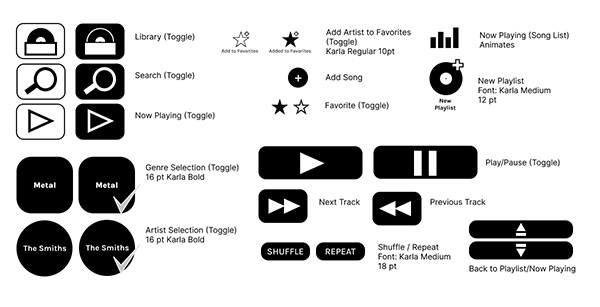 Library (Toggle)
Search (Toggle)
Now Playing (Toggle)
Add to Favorites
Added to Favorites
Add Artist to Favorites
(Toggle)
Karla Regular 10pt
Add Song
Favorite (Toggle)
Now Playing (Song List)
Animates
New
Playlist
New Playlist
Font: Karla Medium
12 pt
Metal
Metal
Genre Selection (Toggle)
16 pt Karla Bold
The Smiths
The Smiths
Artist Selection (Toggle)
16 pt Karla Bold
Play/Pause (Toggle)
Next Track
Previous Track
SHUFFLE
REPEAT
Shuffle / Repeat
Font: Karla Medium
18 pt
Back to Playlist/Now Playing